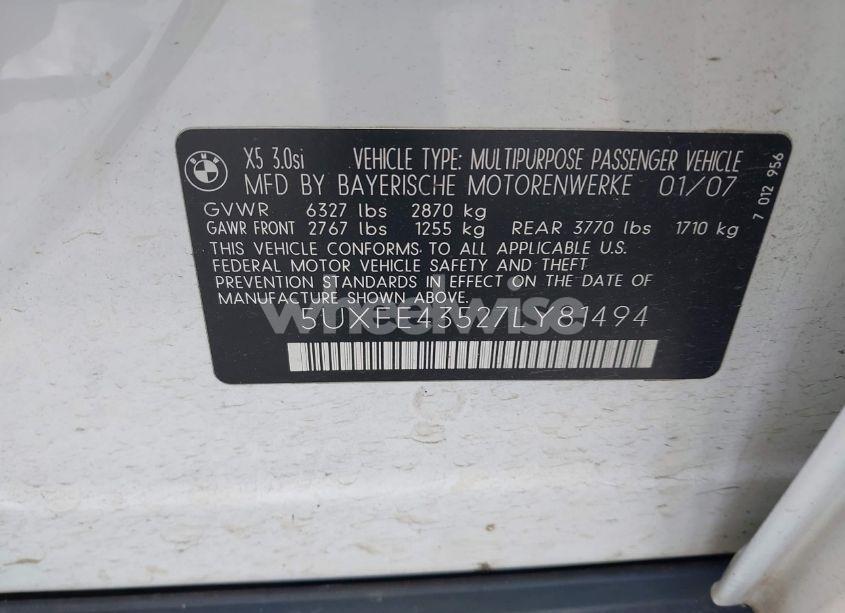 BMW
X5 3.0si VEHICLE TYPE: MULTIPURPOSE PASSENGER VEHICLE
MFD BY BAYERISCHE MOTORENWERKE 01/07
GVWR 6327 lbs 2870 kg
GAWR FRONT 2767 lbs 1255 kg REAR 3770 lbs 1710 kg
THIS VEHICLE CONFORMS TO ALL APPLICABLE U.S.
FEDERAL MOTOR VEHICLE SAFETY AND THEFT
PREVENTION STANDARDS IN EFFECT ON THE DATE OF
MANUFACTURE SHOWN ABOVE.
5UXFE43527LY81494
7 012 956
wheelwise